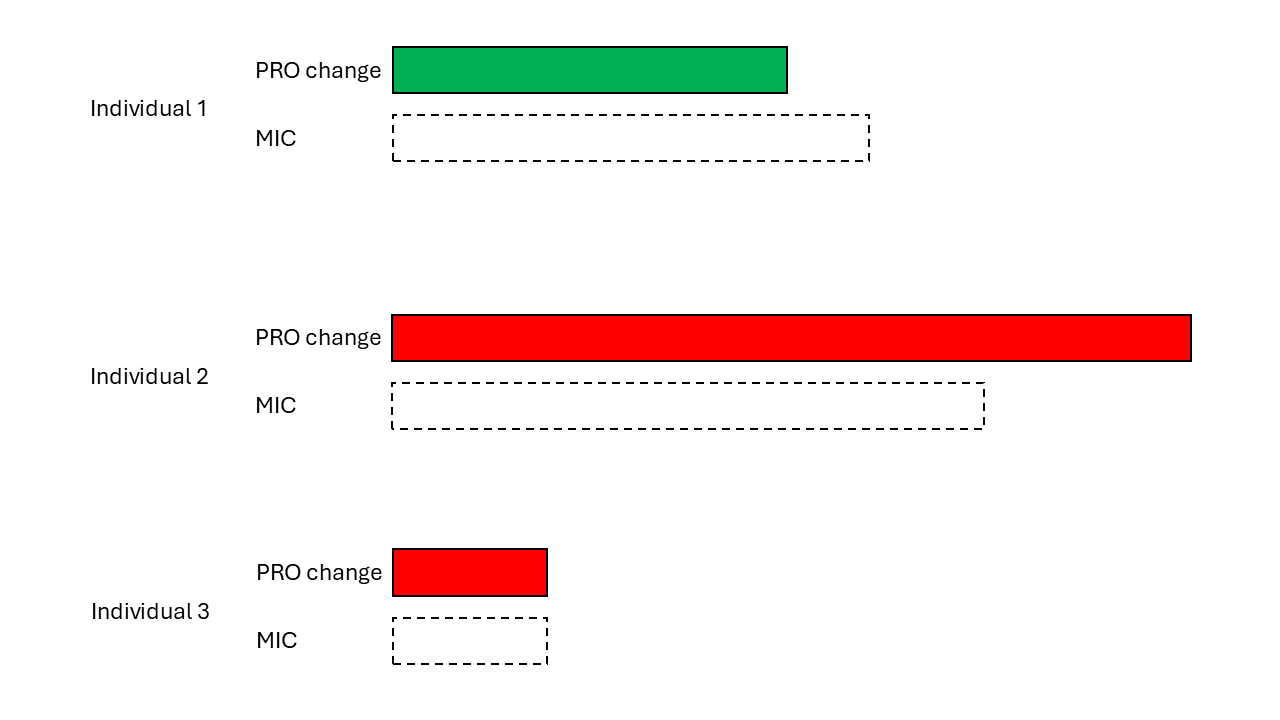 PRO change
Individual 1
MIC
PRO change
Individual 2
MIC
PRO change
Individual 3
MIC